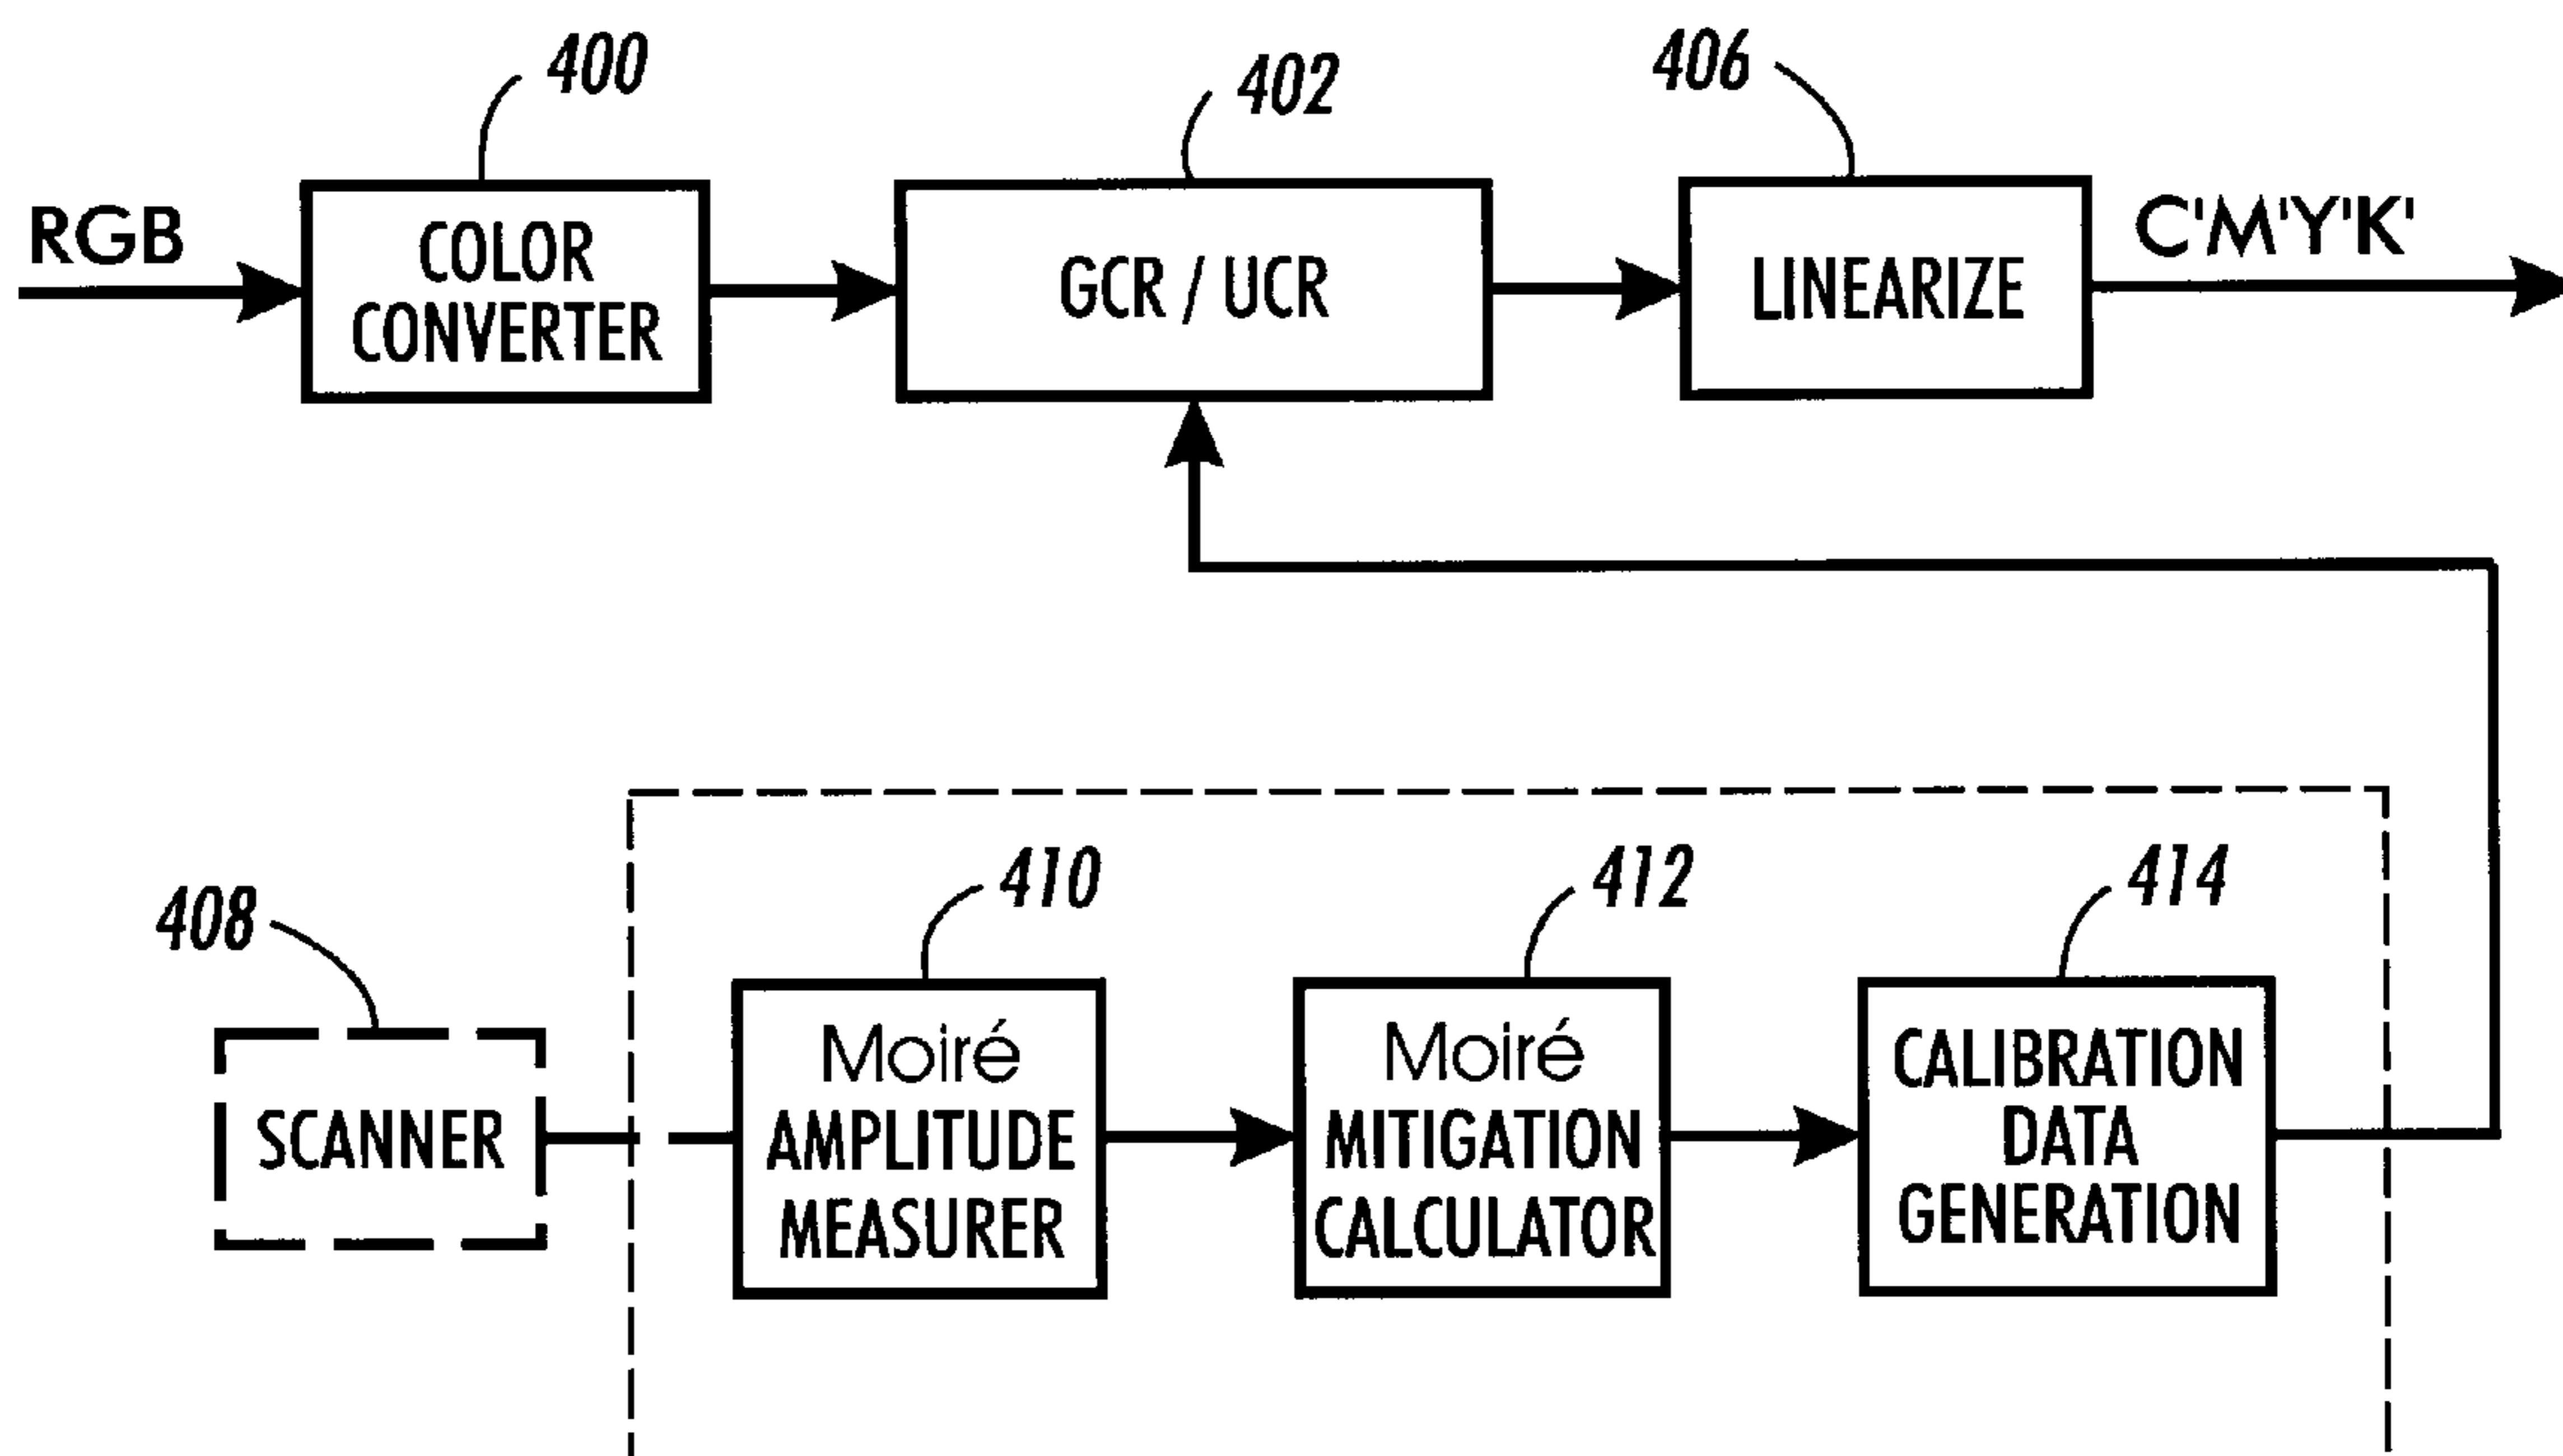 400
402
406
RGB
COLOR
CONVERTER
GCR / UCR
LINEARIZE
C'M'Y'K'
408
410
412
414
SCANNER
Moiré
AMPLITUDE
MEASURER
Moiré
MITIGATION
CALCULATOR
CALIBRATION
DATA
GENERATION